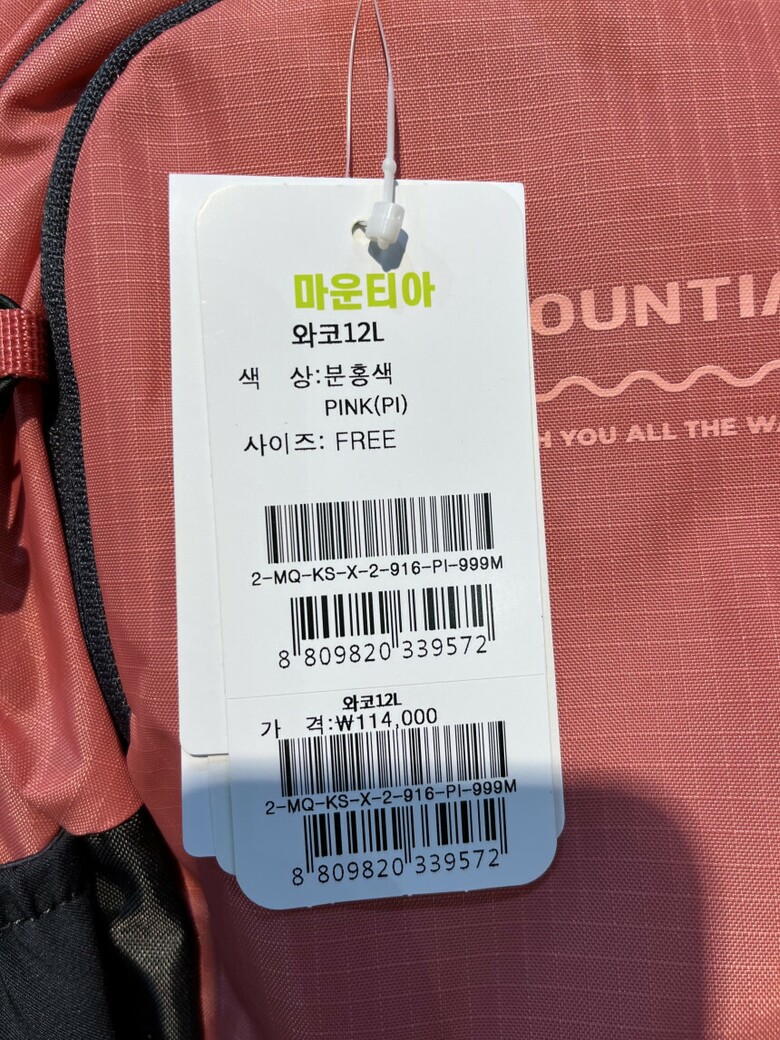 마운티아
와코12L
색 상:분홍색
PINK(PI)
사이즈: FREE
2-MQ-KS-X-2-916-PI-999M
8 809820 339572
와코12L
가 격:₩114,000
2-MQ-KS-X-2-916-PI-999M
8 809820 339572
OUNTIA
H YOU ALL THE WA